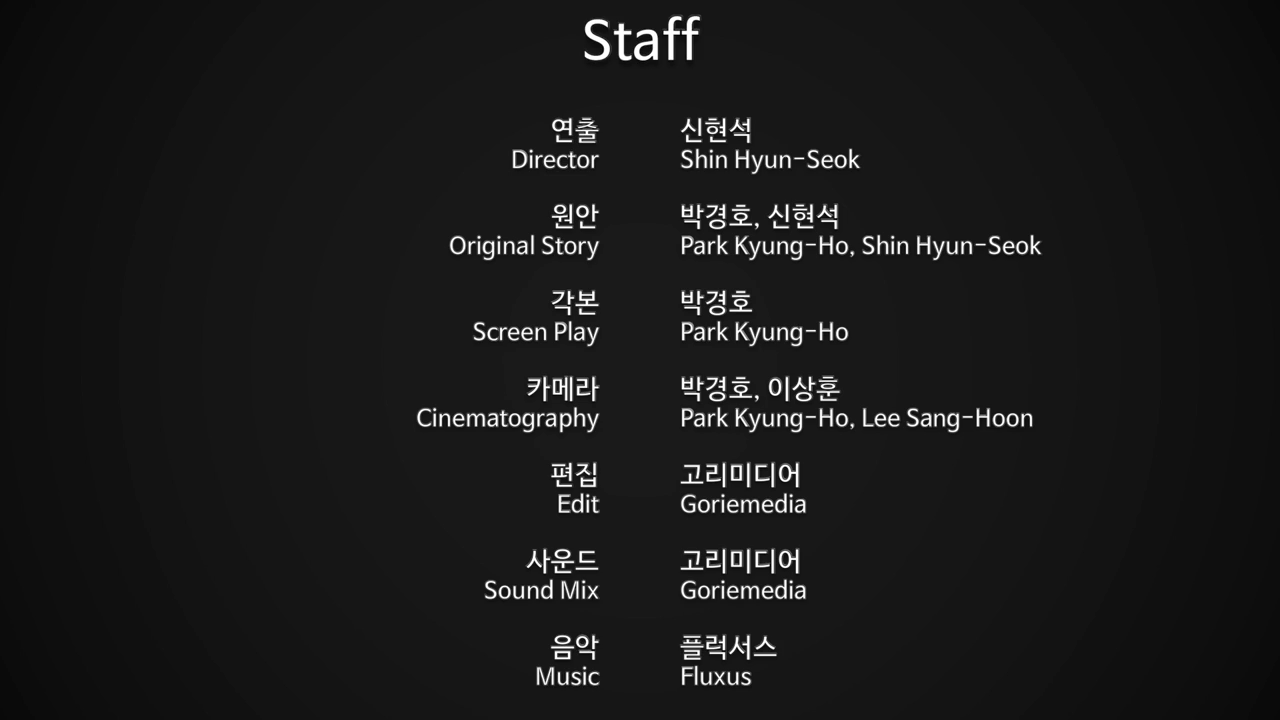 Staff
연출 신현석
Director Shin Hyun-Seok
원안 박경호, 신현석
Original Story Park Kyung-Ho, Shin Hyun-Seok
각본 박경호
Screen Play Park Kyung-Ho
카메라 박경호, 이상훈
Cinematography Park Kyung-Ho, Lee Sang-Hoon
편집 고리미디어
Edit Goriemedia
사운드 고리미디어
Sound Mix Goriemedia
음악 플럭서스
Music Fluxus